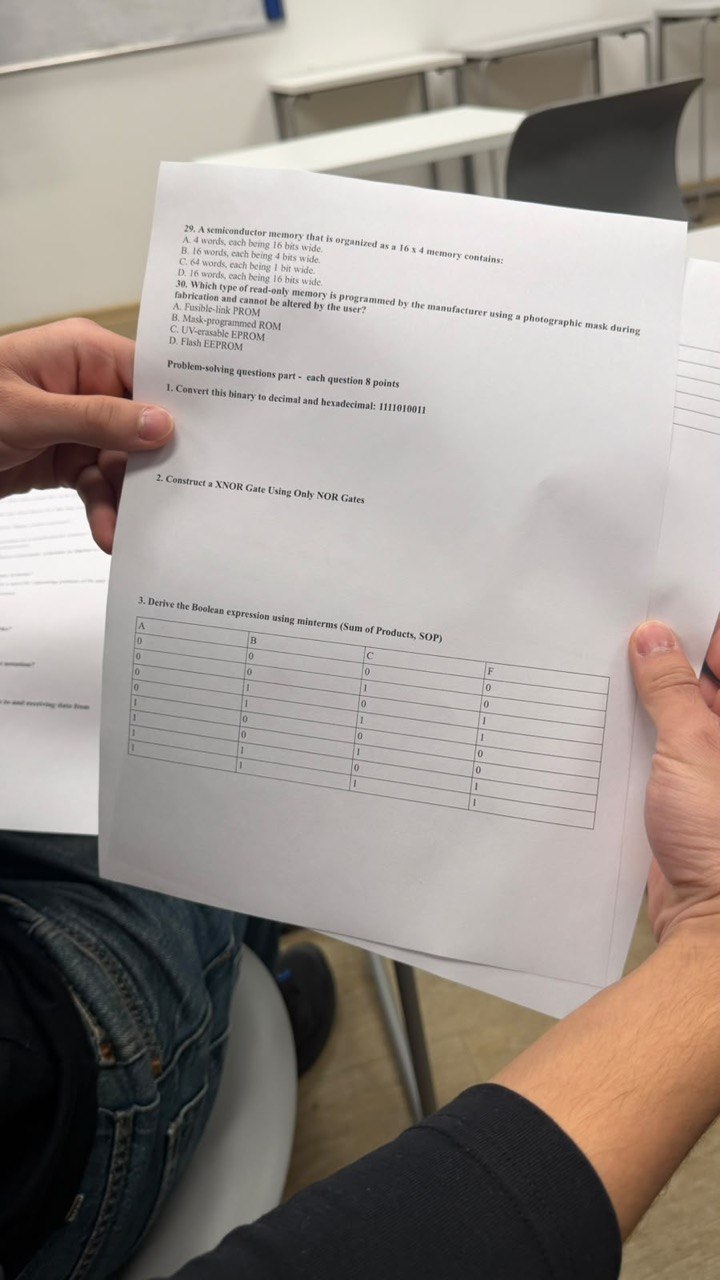 29. A semiconductor memory that is organized as a 16 x 4 memory contains:
A. 4 words, each being 16 bits wide.
B. 16 words, each being 4 bits wide.
C. 64 words, each being 1 bit wide.
D. 16 words, each being 16 bits wide.
30. Which type of read-only memory is programmed by the manufacturer using a photographic mask during
fabrication and cannot be altered by the user?
A. Fusible-link PROM
B. Mask-programmed ROM
C. UV-erasable EPROM
D. Flash EEPROM
Problem-solving questions part - each question 8 points
1. Convert this binary to decimal and hexadecimal: 1111010011
2. Construct a XNOR Gate Using Only NOR Gates
3. Derive the Boolean expression using minterms (Sum of Products, SOP)
A B C F
0 0 0 0
0 0 1 0
0 1 0 1
0 1 1 1
1 0 0 0
1 0 1 0
1 1 0 1
1 1 1 1